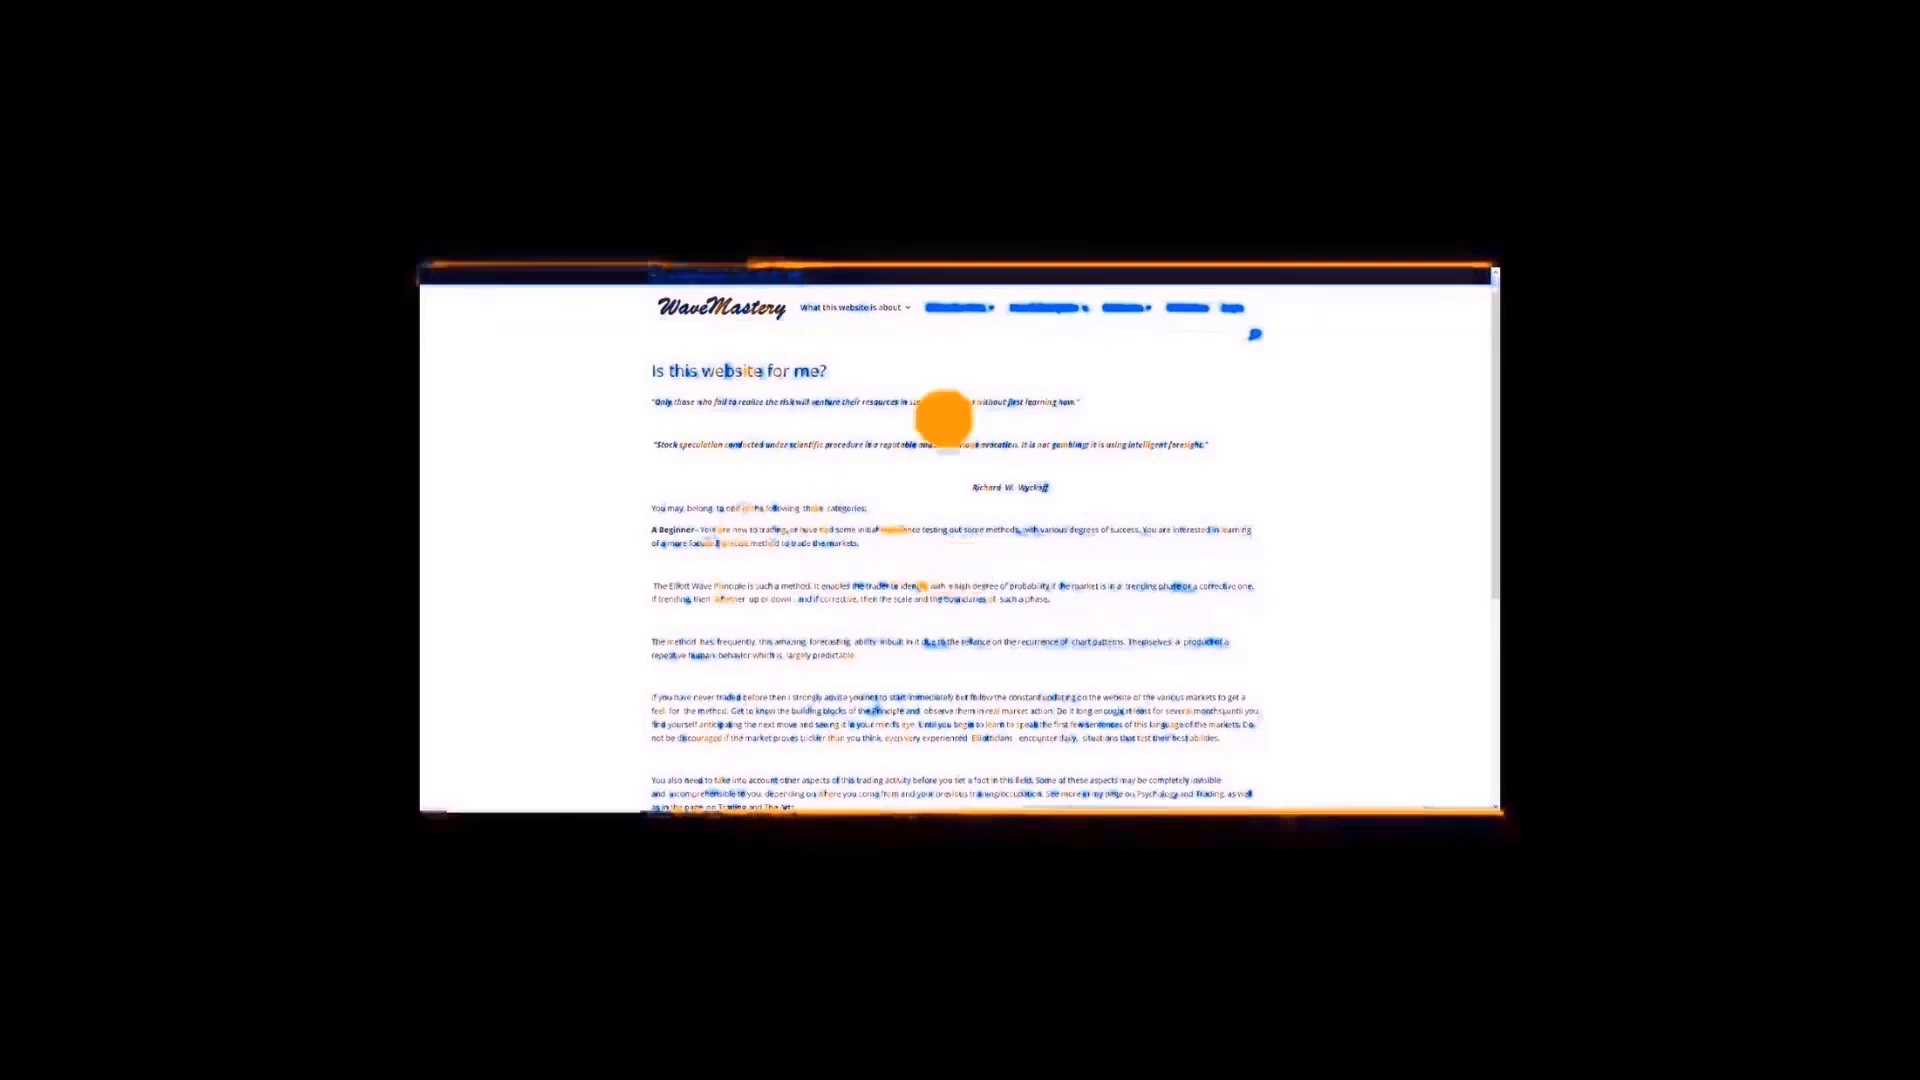 WaveMastery What this website is about
Is this website for me?
"Only those who fail to realize the risk will venture their resources in without first learning how."
"Stock speculation conducted under scientific procedure is a reputable and avocation. It is not gambling; it is using intelligent foresight."
Richard W. Wyckoff
You may belong to one of the following three categories:
A Beginner- You are new to trading, or have had some initial testing out some methods, with various degrees of success. You are interested in learning
of a more focused, method to trade the markets.
The Elliott Wave Principle is such a method. It enables the trader to identify with a high degree of probability if the market is in a trending phase or a corrective one,
if trending, then whether up or down , and if corrective, then the scale and the boundaries of such a phase.
The method has, frequently, this amazing forecasting ability inbuilt in it due to the reliance on the recurrence of chart patterns. Themselves a product of a
repetitive human behavior which is largely predictable
If you have never traded before then i strongly advise you not to start immediately but follow the constant updating on the website of the various markets to get a
feel for the method. Get to know the building blocks of the Principle and observe them in real market action. Do it long enough(at least for several months) until you
find yourself anticipating the next move and seeing it in your mind's eye. Until you begin to learn to speak the first few sentences of this language of the markets. Do
not be discouraged if the market proves trickier than you think, even very experienced Elliotticians encounter daily, situations that test their best abilities.
You also need to take into account other aspects of this trading activity before you set a foot in this field. Some of these aspects may be completely invisible
and incomprehensible to you, depending on where you come from and your previous training/occupation. See more in my page on Psychology and Trading, as well
as in the page on Trading and The Arts